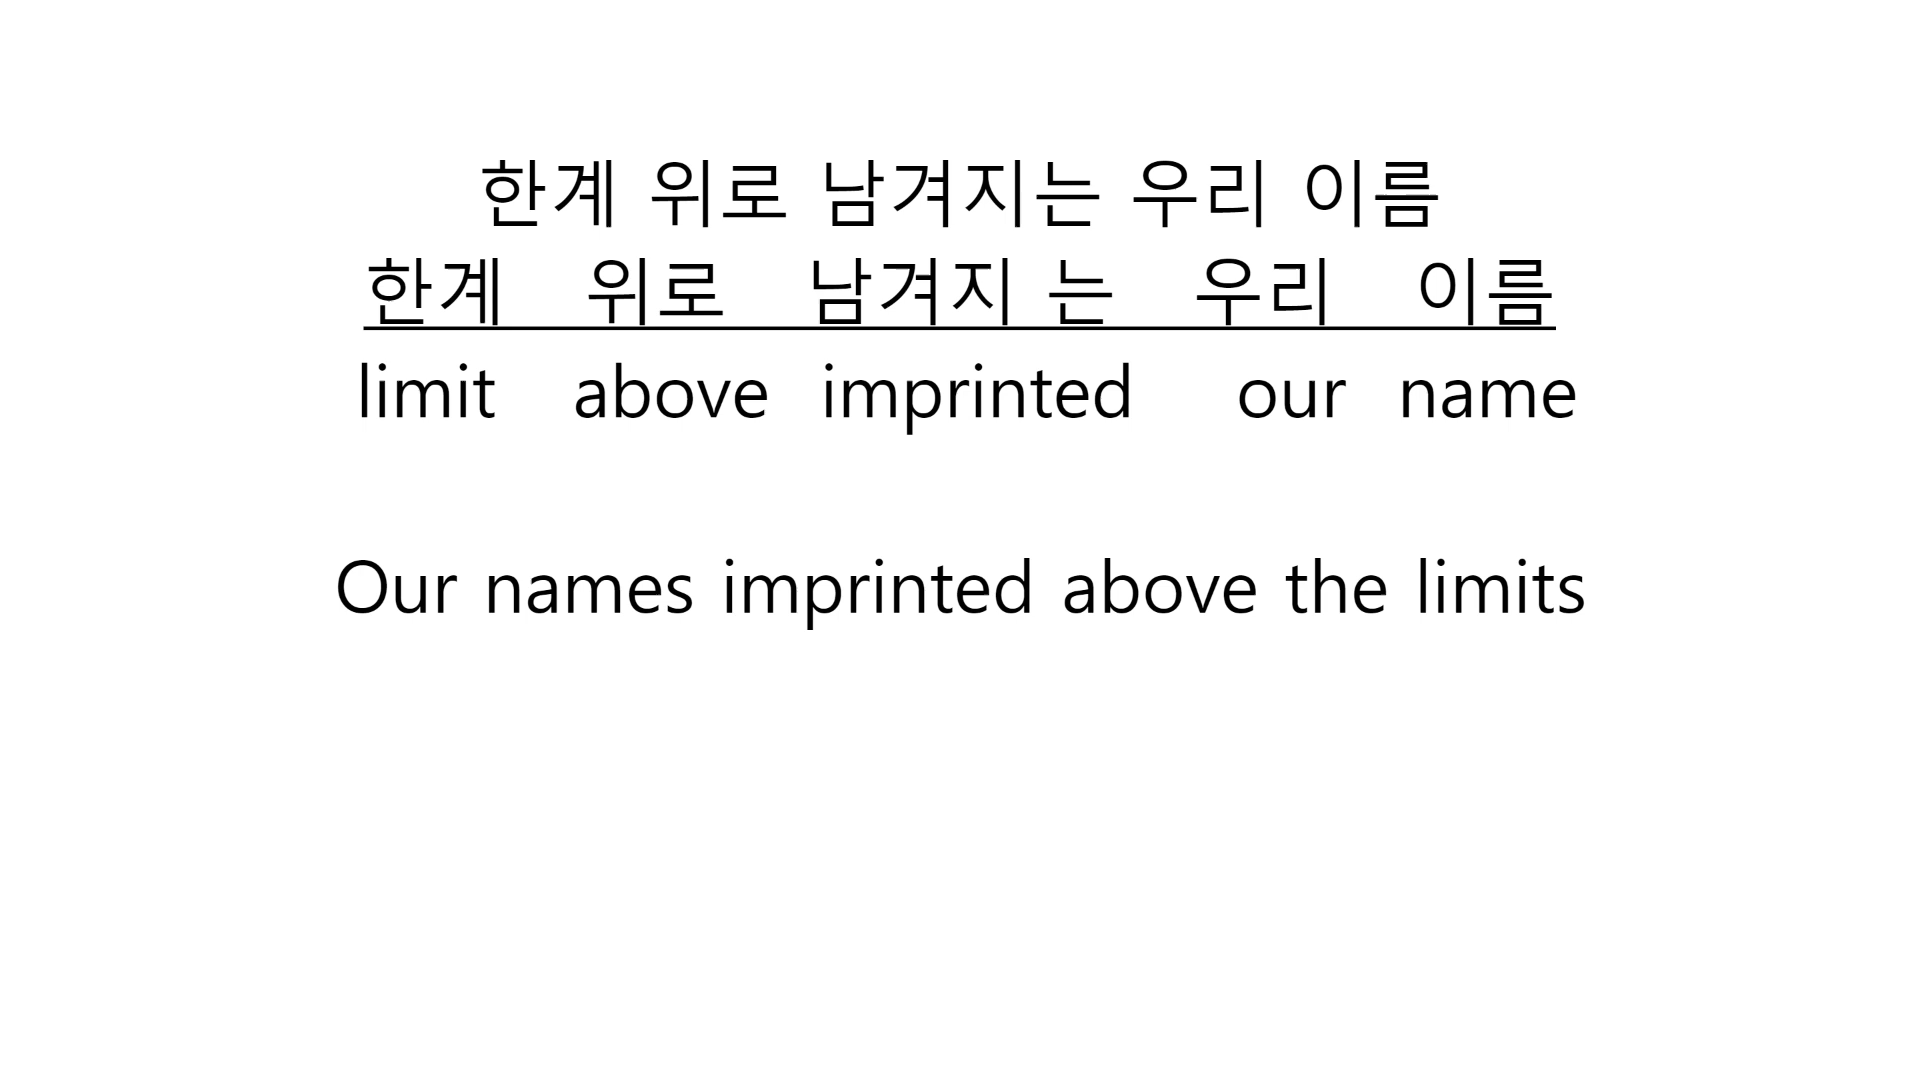 한계 위로 남겨지는 우리 이름
한계 위로 남겨지 는 우리 이름
limit above imprinted our name
Our names imprinted above the limits